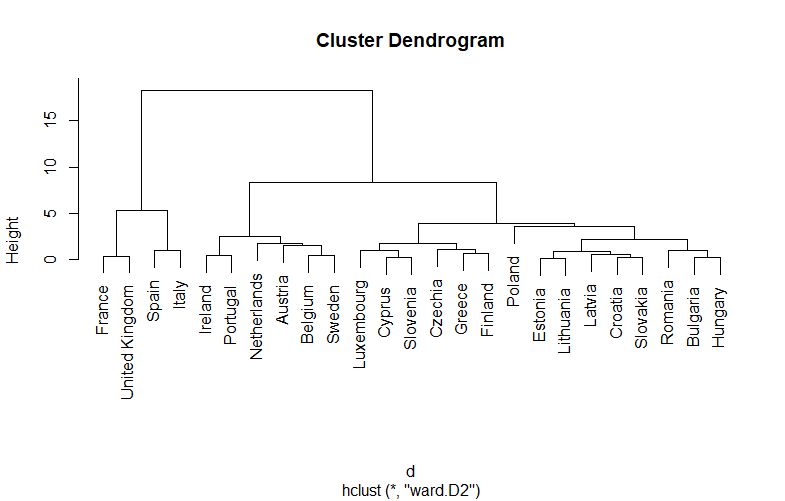 Cluster Dendrogram
Height
0
5
10
15
France
United Kingdom
Spain
Italy
Ireland
Portugal
Netherlands
Austria
Belgium
Sweden
Luxembourg
Cyprus
Slovenia
Czechia
Greece
Finland
Poland
Estonia
Lithuania
Latvia
Croatia
Slovakia
Romania
Bulgaria
Hungary
d
hclust (*, "ward.D2")